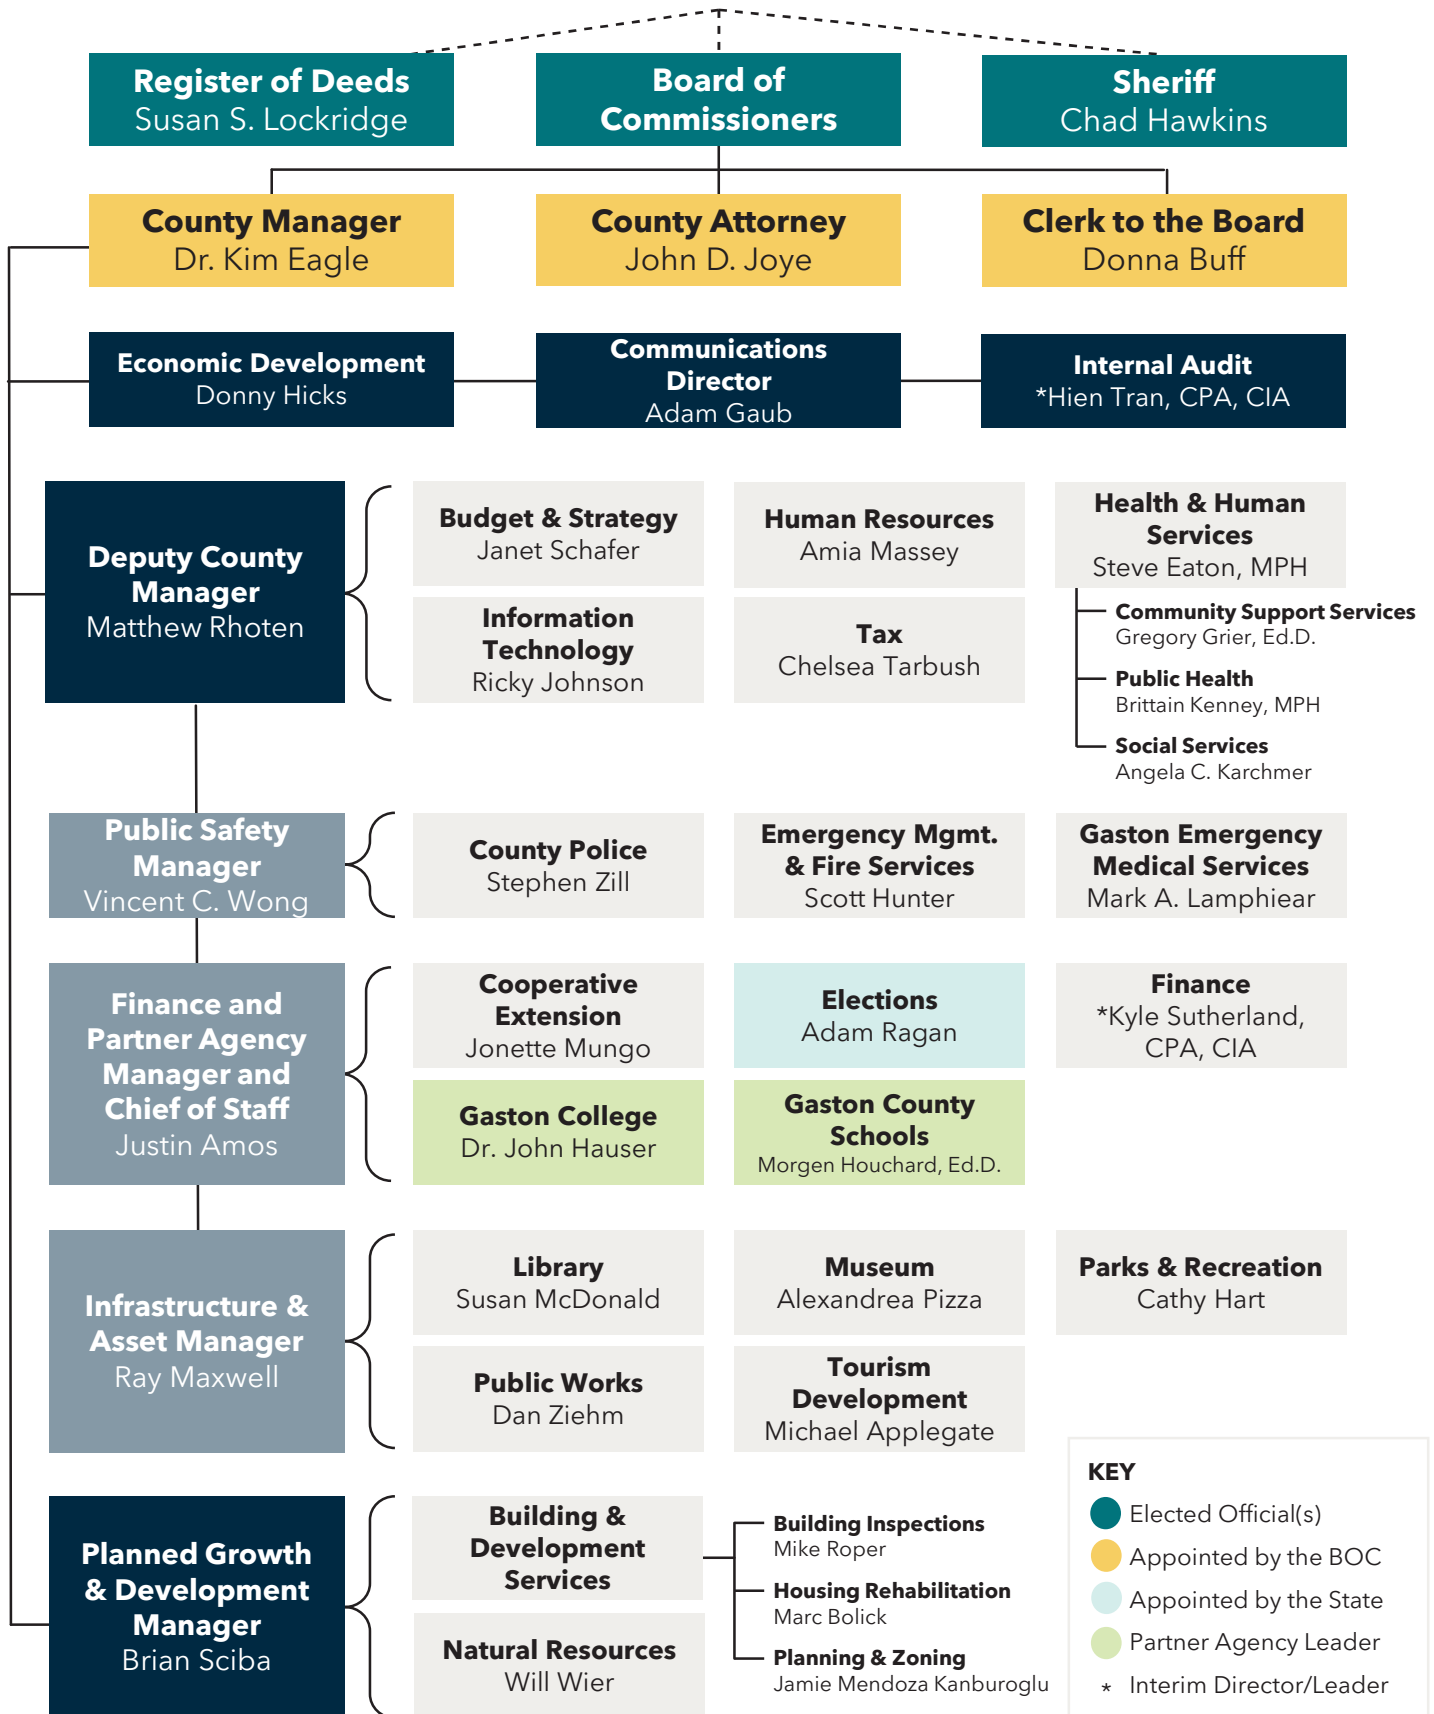 Register of Deeds
Susan S. Lockridge
Board of
Commissioners
Sheriff
Chad Hawkins
County Manager
Dr. Kim Eagle
County Attorney
John D. Joye
Clerk to the Board
Donna Buff
Economic Development
Donny Hicks
Communications
Director
Adam Gaub
Internal Audit
*Hien Tran, CPA, CIA
Deputy County
Manager
Matthew Rhoten
Budget & Strategy
Janet Schafer
Human Resources
Amia Massey
Health & Human
Services
Steve Eaton, MPH
Information
Technology
Ricky Johnson
Tax
Chelsea Tarbush
Community Support Services
Gregory Grier, Ed.D.
Public Health
Brittain Kenney, MPH
Social Services
Angela C. Karchmer
Public Safety
Manager
Vincent C. Wong
County Police
Stephen Zill
Emergency Mgmt.
& Fire Services
Scott Hunter
Gaston Emergency
Medical Services
Mark A. Lamphiear
Finance and
Partner Agency
Manager and
Chief of Staff
Justin Amos
Cooperative
Extension
Jonette Mungo
Elections
Adam Ragan
Finance
*Kyle Sutherland,
CPA, CIA
Gaston College
Dr. John Hauser
Gaston County
Schools
Morgen Houchard, Ed.D.
Infrastructure &
Asset Manager
Ray Maxwell
Library
Susan McDonald
Museum
Alexandrea Pizza
Parks & Recreation
Cathy Hart
Public Works
Dan Ziehm
Tourism
Development
Michael Applegate
Planned Growth
& Development
Manager
Brian Sciba
Building &
Development
Services
Natural Resources
Will Wier
Building Inspections
Mike Roper
Housing Rehabilitation
Marc Bolick
Planning & Zoning
Jamie Mendoza Kanburoglu
KEY
Elected Official(s)
Appointed by the BOC
Appointed by the State
Partner Agency Leader
* Interim Director/Leader